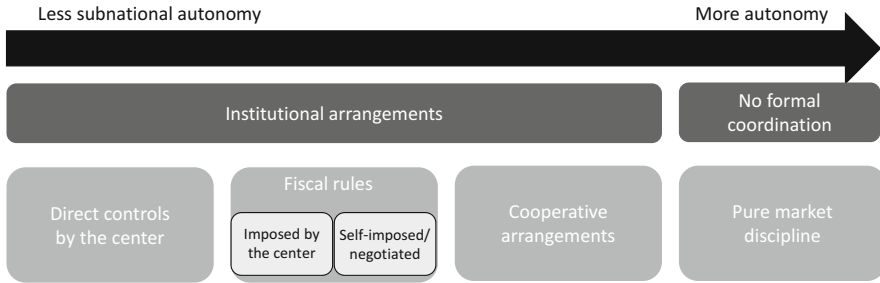 Less subnational autonomy
More autonomy
Institutional arrangements
No formal
coordination
Direct controls
by the center
Fiscal rules
Imposed by
the center
Self-imposed/
negotiated
Cooperative
arrangements
Pure market
discipline